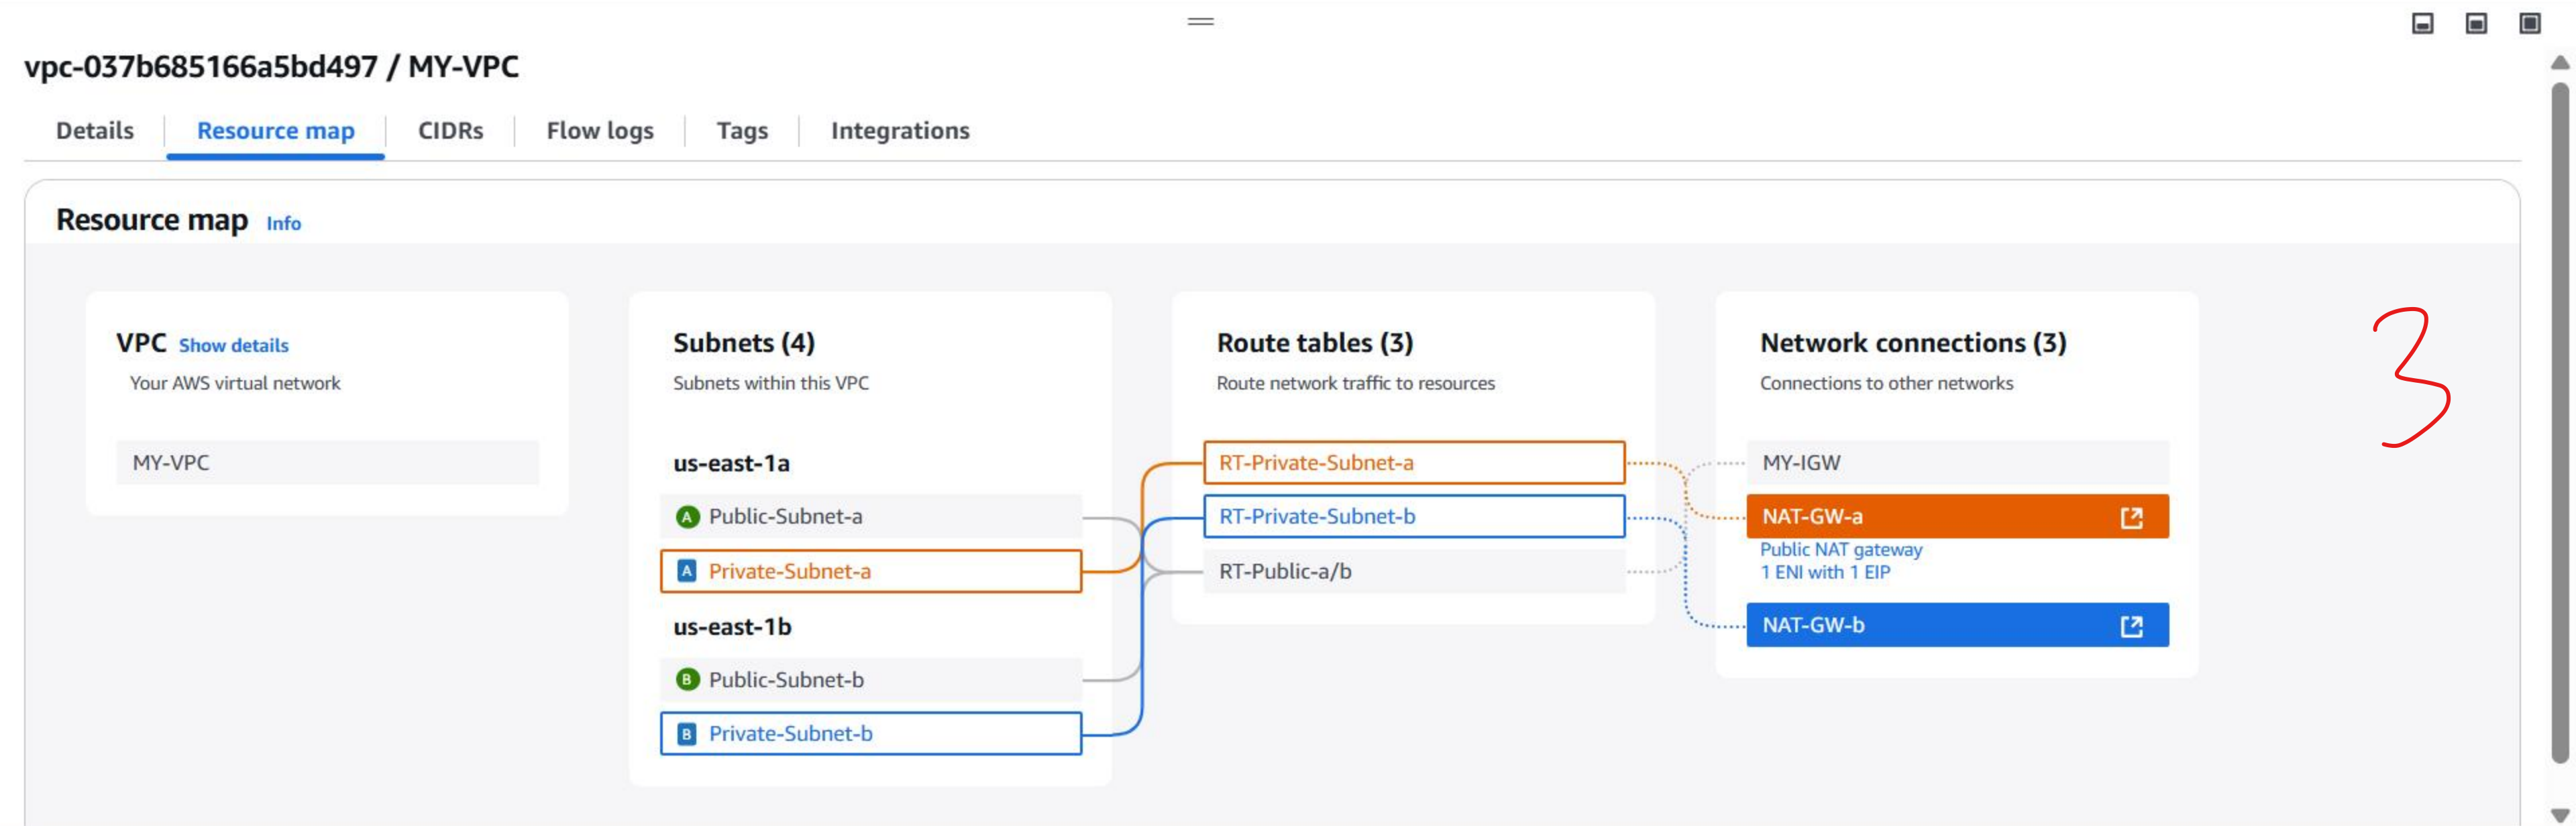 vpc-037b685166a5bd497 / MY-VPC
Details
Resource map
CIDRs
Flow logs
Tags
Integrations
Resource map Info
VPC Show details
Your AWS virtual network
MY-VPC
Subnets (4)
Subnets within this VPC
us-east-1a
A Public-Subnet-a
A Private-Subnet-a
us-east-1b
B Public-Subnet-b
B Private-Subnet-b
Route tables (3)
Route network traffic to resources
RT-Private-Subnet-a
RT-Private-Subnet-b
RT-Public-a/b
Network connections (3)
Connections to other networks
MY-IGW
NAT-GW-a
Public NAT gateway
1 ENI with 1 EIP
NAT-GW-b
3